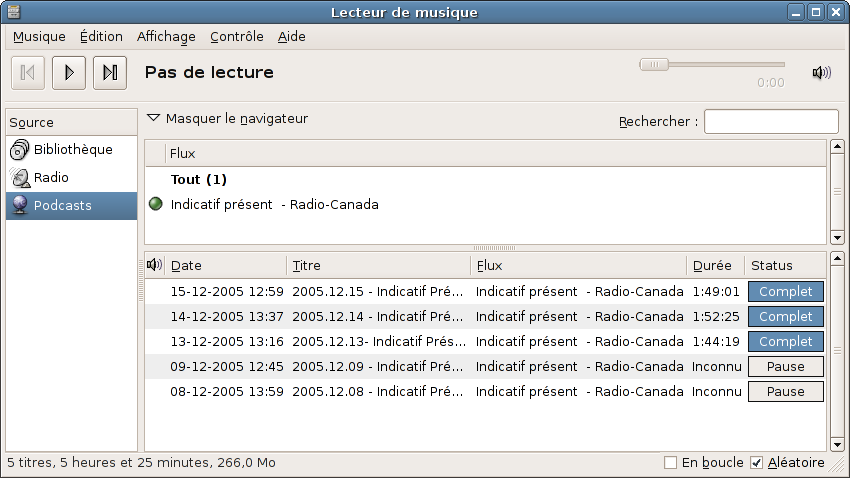 Lecteur de musique
Musique Édition Affichage Contrôle Aide
Pas de lecture
0:00
Source
Bibliothèque
Radio
Podcasts
Masquer le navigateur
Rechercher :
Flux
Tout (1)
Indicatif présent - Radio-Canada
Date Titre Flux Durée Status
15-12-2005 12:59 2005.12.15 - Indicatif Pré... Indicatif présent - Radio-Canada 1:49:01 Complet
14-12-2005 13:37 2005.12.14 - Indicatif Pré... Indicatif présent - Radio-Canada 1:52:25 Complet
13-12-2005 13:16 2005.12.13- Indicatif Prés... Indicatif présent - Radio-Canada 1:44:19 Complet
09-12-2005 12:45 2005.12.09 - Indicatif Pré... Indicatif présent - Radio-Canada Inconnu Pause
08-12-2005 13:59 2005.12.08 - Indicatif Pré... Indicatif présent - Radio-Canada Inconnu Pause
5 titres, 5 heures et 25 minutes, 266,0 Mo
En boucle Aléatoire